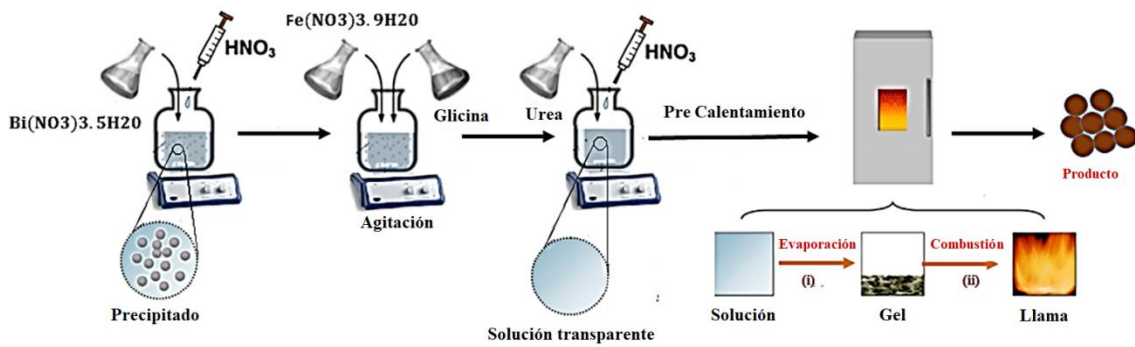 Fe(NO3)3.9H20
HNO₃
HNO₃
Bi(NO3)3.5H20
Glicina
Urea
Pre Calentamiento
Agitación
Producto
Precipitado
Solución transparente
Evaporación
(i)
Combustión
(ii)
Solución
Gel
Llama